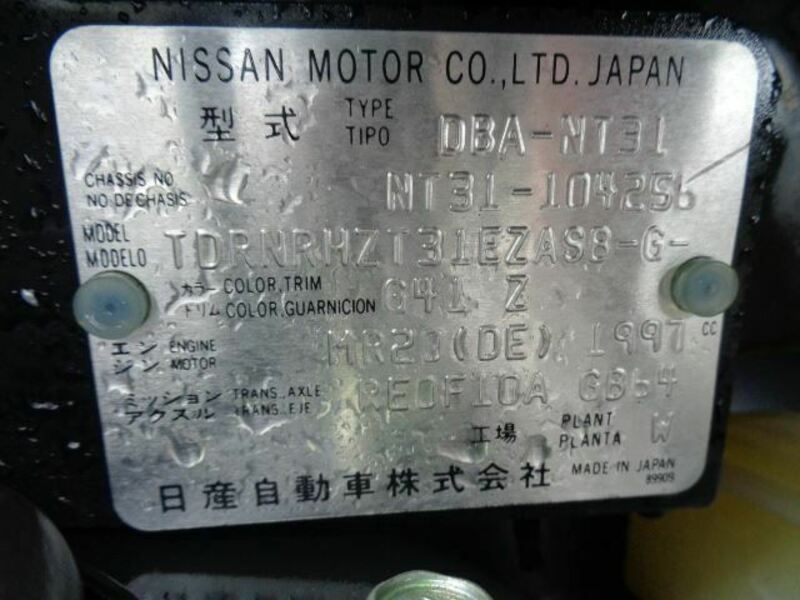 NISSAN MOTOR CO.,LTD. JAPAN
型式 TYPE TIPO DBA-NT31
CHASSIS NO NO DE CHASIS NT31-104256
MODEL MODELO TDRNRHZT31EZASB-G-
カラー COLOR,TRIM G41 Z
トリム COLOR,GUARNICION
エンジン ENGINE MOTOR MR20(DE) 1997 CC
ミッション TRANS.,AXLE RE0F10A GB64
アクスル TRANS.,EJE
工場 PLANT PLANTA W
日産自動車株式会社 MADE IN JAPAN
89909